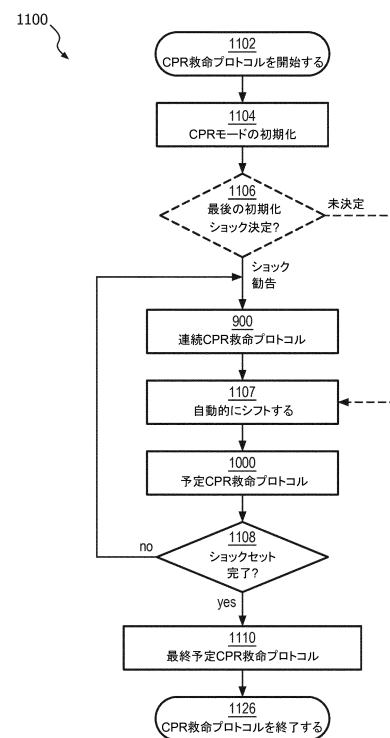 1100
1102
CPR救命プロトコルを開始する
1104
CPRモードの初期化
1106
最後の初期化
ショック決定?
未決定
ショック
勧告
900
連続CPR救命プロトコル
1107
自動的にシフトする
1000
予定CPR救命プロトコル
1108
ショックセット
完了?
no
yes
1110
最終予定CPR救命プロトコル
1126
CPR救命プロトコルを終了する